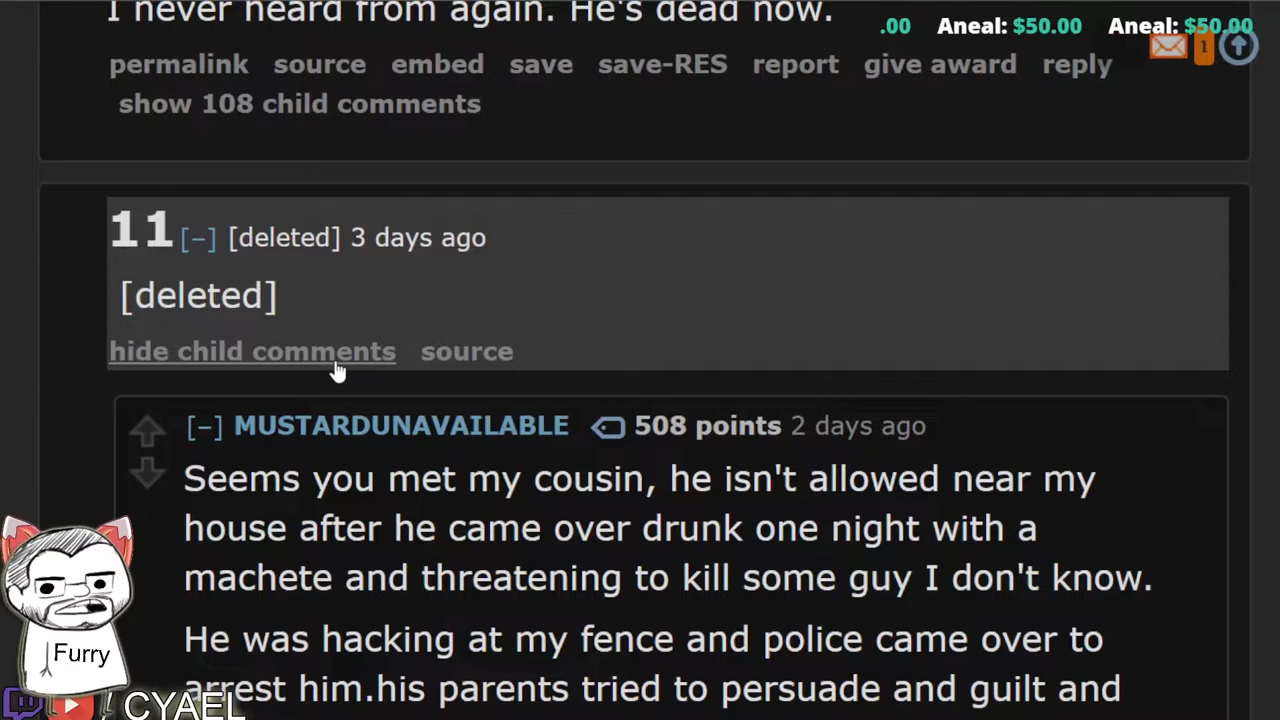 I never heard from again. He's dead now.
.00 Aneal: $50.00 Aneal: $50.00
1
permalink source embed save save-RES report give award reply
show 108 child comments
11 [–] [deleted] 3 days ago
[deleted]
hide child comments source
[–] MUSTARDUNAVAILABLE 508 points 2 days ago
Seems you met my cousin, he isn't allowed near my
house after he came over drunk one night with a
machete and threatening to kill some guy I don't know.
He was hacking at my fence and police came over to
arrest him.his parents tried to persuade and guilt and
Furry
CYAEL